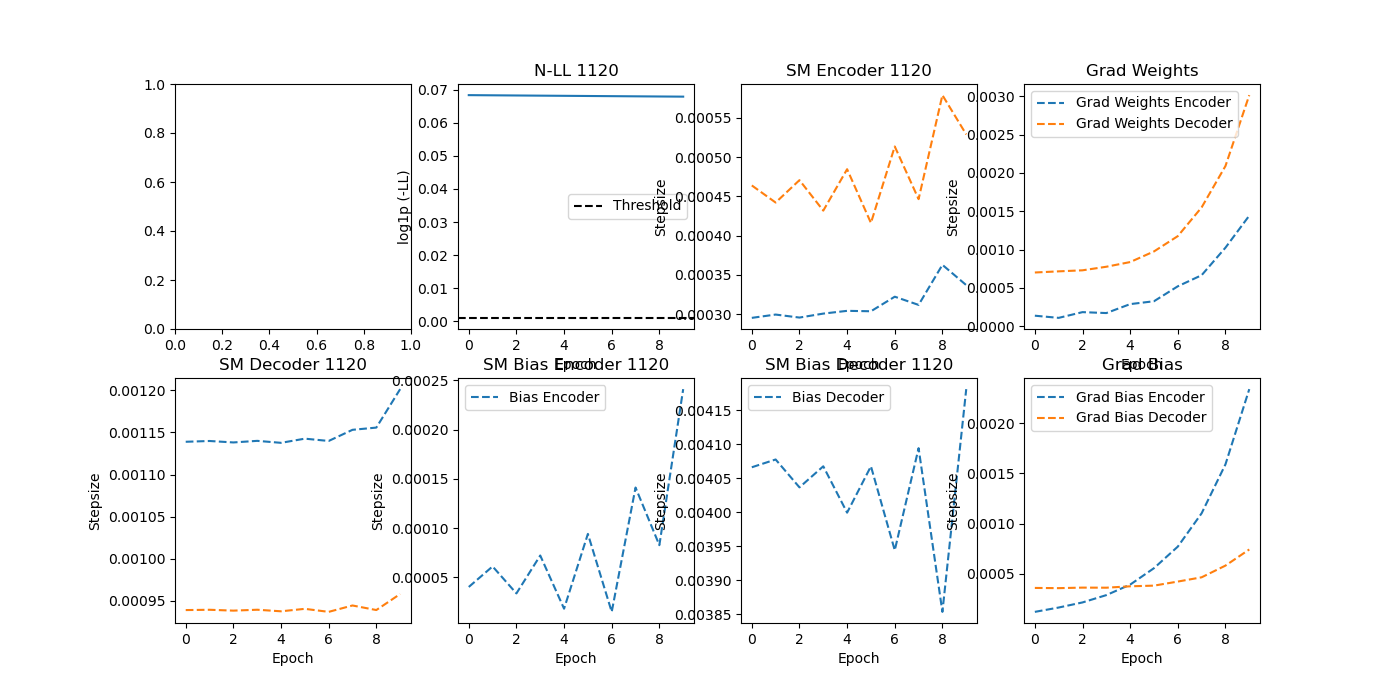 1.0
0.8
0.6
0.4
0.2
0.0
0.0 0.2 0.4 0.6 0.8 1.0
N-LL 1120
log1p (-LL)
0.07
0.06
0.05
0.04
0.03
0.02
0.01
0.00
Threshold
0 2 4 6 8
Epoch
SM Encoder 1120
Stepsize
0.00055
0.00050
0.00045
0.00040
0.00035
0.00030
0 2 4 6 8
Epoch
Grad Weights
Stepsize
0.0030
0.0025
0.0020
0.0015
0.0010
0.0005
0.0000
Grad Weights Encoder
Grad Weights Decoder
0 2 4 6 8
Epoch
SM Decoder 1120
Stepsize
0.00120
0.00115
0.00110
0.00105
0.00100
0.00095
0 2 4 6 8
Epoch
SM Bias Encoder 1120
Stepsize
0.00025
0.00020
0.00015
0.00010
0.00005
Bias Encoder
0 2 4 6 8
Epoch
SM Bias Decoder 1120
Stepsize
0.00415
0.00410
0.00405
0.00400
0.00395
0.00390
0.00385
Bias Decoder
0 2 4 6 8
Epoch
Grad Bias
Stepsize
0.0020
0.0015
0.0010
0.0005
Grad Bias Encoder
Grad Bias Decoder
0 2 4 6 8
Epoch